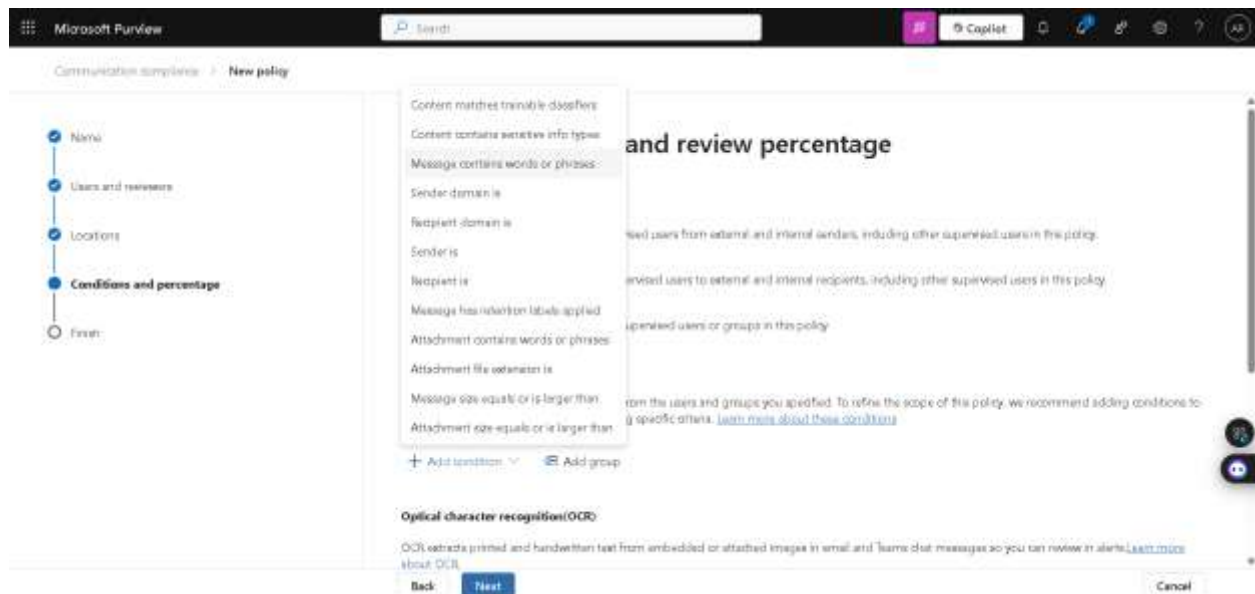 Microsoft Purview
Search
Copilot
?
AR
Communication compliance > New policy
Name
Users and reviewers
Locations
Conditions and percentage
Finish
Content matches trainable classifiers
Content contains sensitive info types
Message contains words or phrases
Sender domain is
Recipient domain is
Sender is
Recipient is
Message has retention labels applied
Attachment contains words or phrases
Attachment file extension is
Message size equals or is larger than
Attachment size equals or is larger than
and review percentage
users from external and internal senders, including other supervised users in this policy.
users to external and internal recipients, including other supervised users in this policy
supervised users or groups in this policy
from the users and groups you specified. To refine the scope of this policy, we recommend adding conditions to
specific criteria. Learn more about these conditions
Add condition
Add group
Optical character recognition(OCR)
OCR extracts printed and handwritten text from embedded or attached images in email and Teams chat messages so you can review in alerts.Learn more
about OCR
Back
Next
Cancel